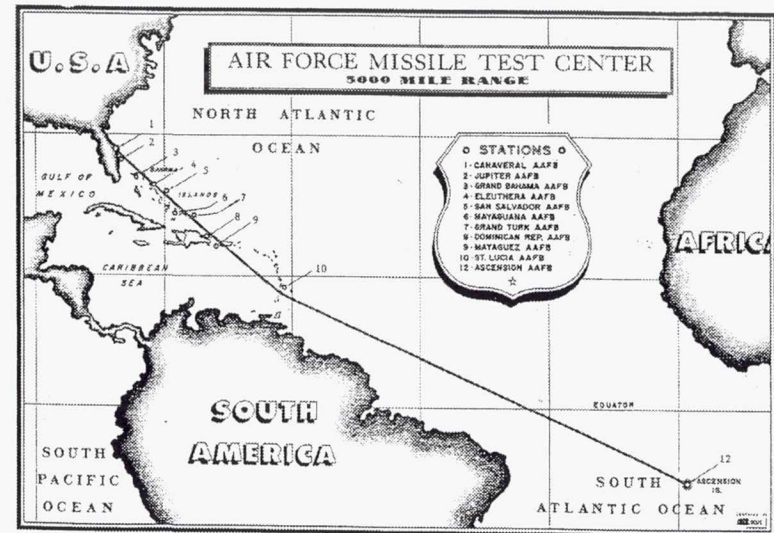 AIR FORCE MISSILE TEST CENTER
5000 MILE RANGE
U.S.A
NORTH ATLANTIC
OCEAN
STATIONS
1- CANAVERAL AAFB
2- JUPITER AAFB
3- GRAND BAHAMA AAFB
4- ELEUTHERA AAFB
5- SAN SALVADOR AAFB
6- MAYAGUANA AAFB
7- GRAND TURK AAFB
8- DOMINICAN REP. AAFB
9- MAYAGUEZ AAFB
10- ST. LUCIA AAFB
12- ASCENSION AAFB
1
2
3
4
5
6
7
8
9
10
12
GULF OF
MEXICO
BAHAMA
ISLANDS
CARIBBEAN
SEA
AFRICA
SOUTH
AMERICA
EQUATOR
SOUTH
PACIFIC
OCEAN
SOUTH
ATLANTIC OCEAN
ASCENSION
IS.